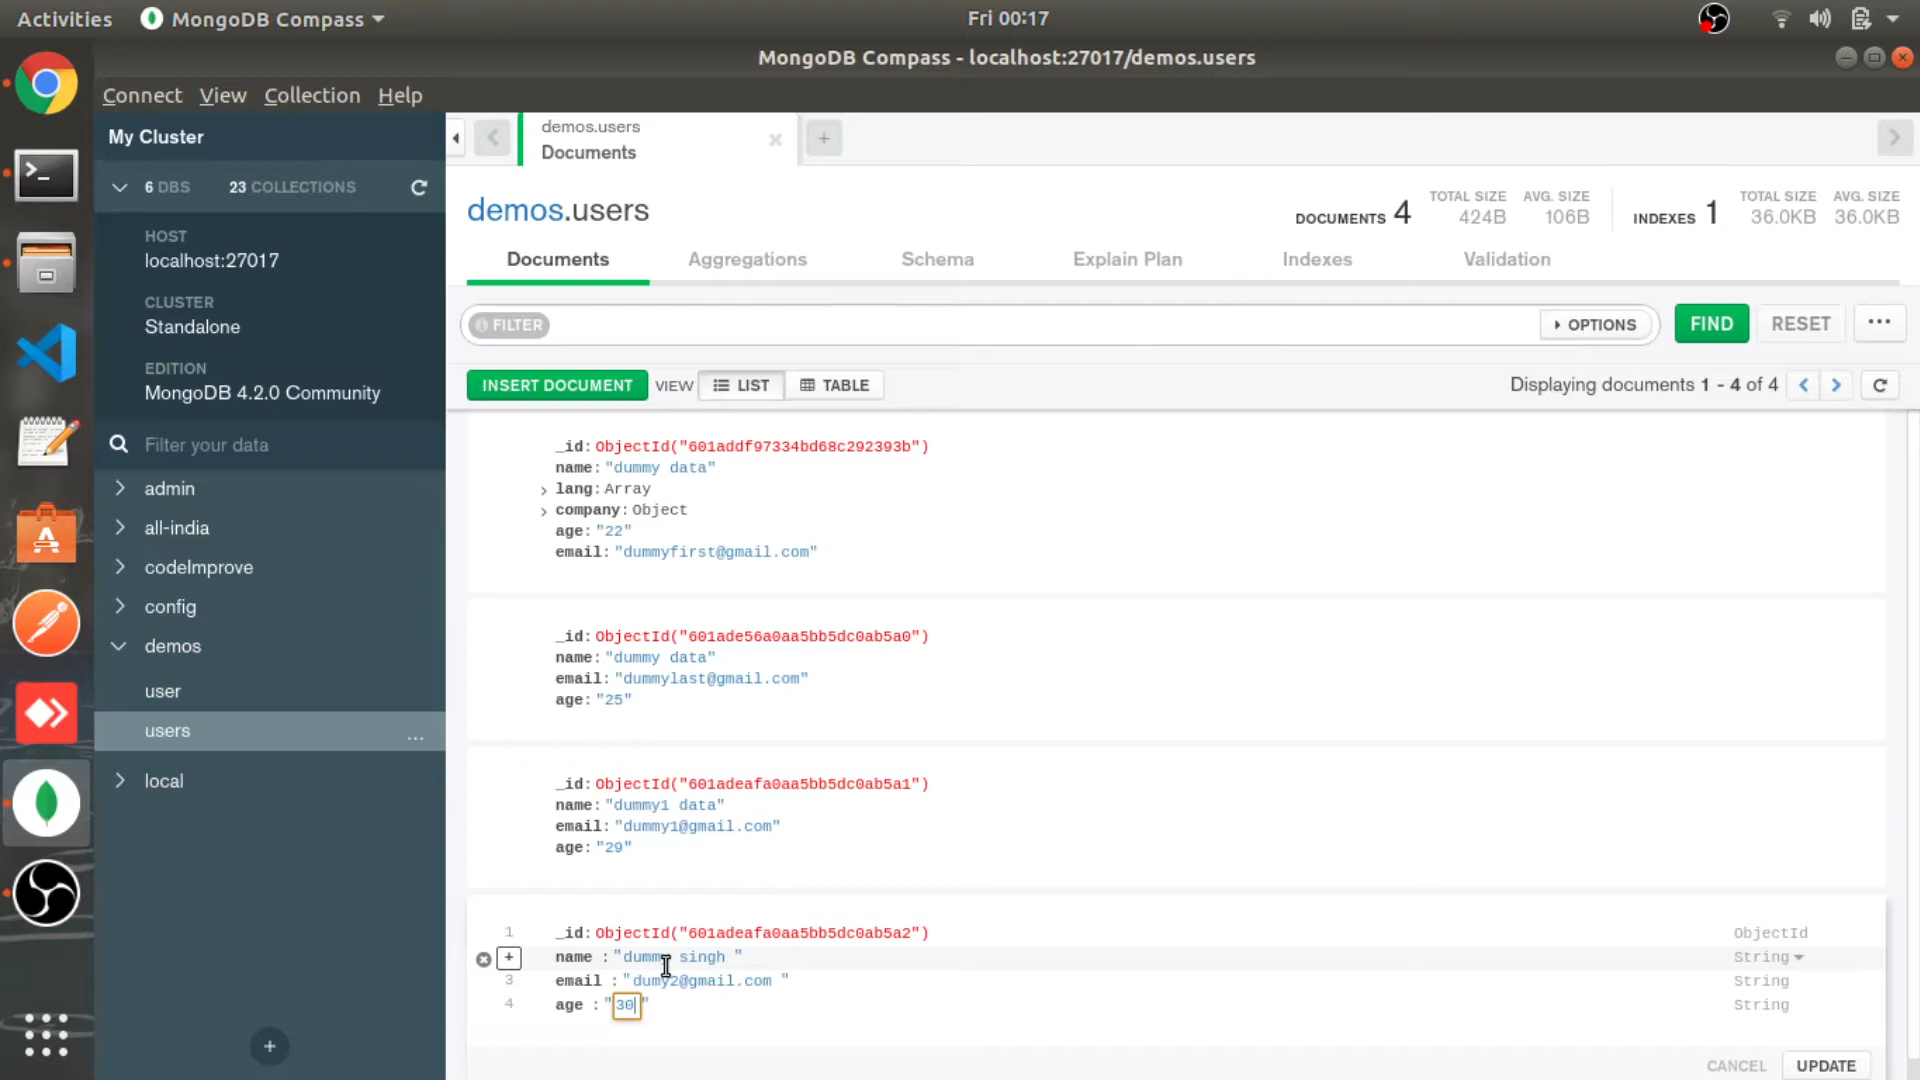 Activities MongoDB Compass Fri 00:17
MongoDB Compass - localhost:27017/demos.users
Connect View Collection Help
My Cluster
6 DBS 23 COLLECTIONS
HOST
localhost:27017
CLUSTER
Standalone
EDITION
MongoDB 4.2.0 Community
Filter your data
admin
all-india
codeImprove
config
demos
user
users ...
local
+
demos.users
Documents
+
demos.users
DOCUMENTS 4
TOTAL SIZE
424B
AVG. SIZE
106B
INDEXES 1
TOTAL SIZE
36.0KB
AVG. SIZE
36.0KB
Documents Aggregations Schema Explain Plan Indexes Validation
FILTER OPTIONS FIND RESET ...
INSERT DOCUMENT VIEW LIST TABLE Displaying documents 1 - 4 of 4
_id: ObjectId("601addf97334bd68c292393b")
name: "dummy data"
lang: Array
company: Object
age: "22"
email: "dummyfirst@gmail.com"
_id: ObjectId("601ade56a0aa5bb5dc0ab5a0")
name: "dummy data"
email: "dummylast@gmail.com"
age: "25"
_id: ObjectId("601adeafa0aa5bb5dc0ab5a1")
name: "dummy1 data"
email: "dummy1@gmail.com"
age: "29"
1 _id: ObjectId("601adeafa0aa5bb5dc0ab5a2") ObjectId
+ name : "dummy singh " String
3 email : "dumy2@gmail.com " String
4 age : "30" String
CANCEL UPDATE